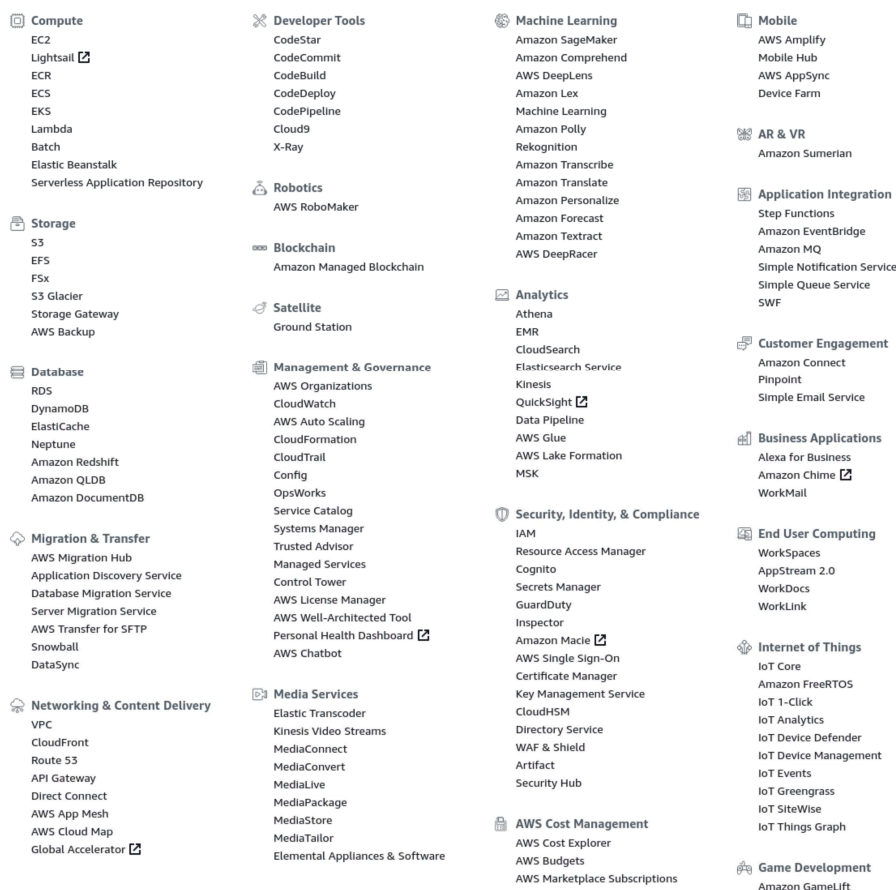 Compute
EC2
Lightsail
ECR
ECS
EKS
Lambda
Batch
Elastic Beanstalk
Serverless Application Repository
Storage
S3
EFS
FSx
S3 Glacier
Storage Gateway
AWS Backup
Database
RDS
DynamoDB
ElastiCache
Neptune
Amazon Redshift
Amazon QLDB
Amazon DocumentDB
Migration & Transfer
AWS Migration Hub
Application Discovery Service
Database Migration Service
Server Migration Service
AWS Transfer for SFTP
Snowball
DataSync
Networking & Content Delivery
VPC
CloudFront
Route 53
API Gateway
Direct Connect
AWS App Mesh
AWS Cloud Map
Global Accelerator
Developer Tools
CodeStar
CodeCommit
CodeBuild
CodeDeploy
CodePipeline
Cloud9
X-Ray
Robotics
AWS RoboMaker
Blockchain
Amazon Managed Blockchain
Satellite
Ground Station
Management & Governance
AWS Organizations
CloudWatch
AWS Auto Scaling
CloudFormation
CloudTrail
Config
OpsWorks
Service Catalog
Systems Manager
Trusted Advisor
Managed Services
Control Tower
AWS License Manager
AWS Well-Architected Tool
Personal Health Dashboard
AWS Chatbot
Media Services
Elastic Transcoder
Kinesis Video Streams
MediaConnect
MediaConvert
MediaLive
MediaPackage
MediaStore
MediaTailor
Elemental Appliances & Software
Machine Learning
Amazon SageMaker
Amazon Comprehend
AWS DeepLens
Amazon Lex
Machine Learning
Amazon Polly
Rekognition
Amazon Transcribe
Amazon Translate
Amazon Personalize
Amazon Forecast
Amazon Textract
AWS DeepRacer
Analytics
Athena
EMR
CloudSearch
Elasticsearch Service
Kinesis
QuickSight
Data Pipeline
AWS Glue
AWS Lake Formation
MSK
Security, Identity, & Compliance
IAM
Resource Access Manager
Cognito
Secrets Manager
GuardDuty
Inspector
Amazon Macie
AWS Single Sign-On
Certificate Manager
Key Management Service
CloudHSM
Directory Service
WAF & Shield
Artifact
Security Hub
AWS Cost Management
AWS Cost Explorer
AWS Budgets
AWS Marketplace Subscriptions
Mobile
AWS Amplify
Mobile Hub
AWS AppSync
Device Farm
AR & VR
Amazon Sumerian
Application Integration
Step Functions
Amazon EventBridge
Amazon MQ
Simple Notification Service
Simple Queue Service
SWF
Customer Engagement
Amazon Connect
Pinpoint
Simple Email Service
Business Applications
Alexa for Business
Amazon Chime
WorkMail
End User Computing
WorkSpaces
AppStream 2.0
WorkDocs
WorkLink
Internet of Things
IoT Core
Amazon FreeRTOS
IoT 1-Click
IoT Analytics
IoT Device Defender
IoT Device Management
IoT Events
IoT Greengrass
IoT SiteWise
IoT Things Graph
Game Development
Amazon GameLift